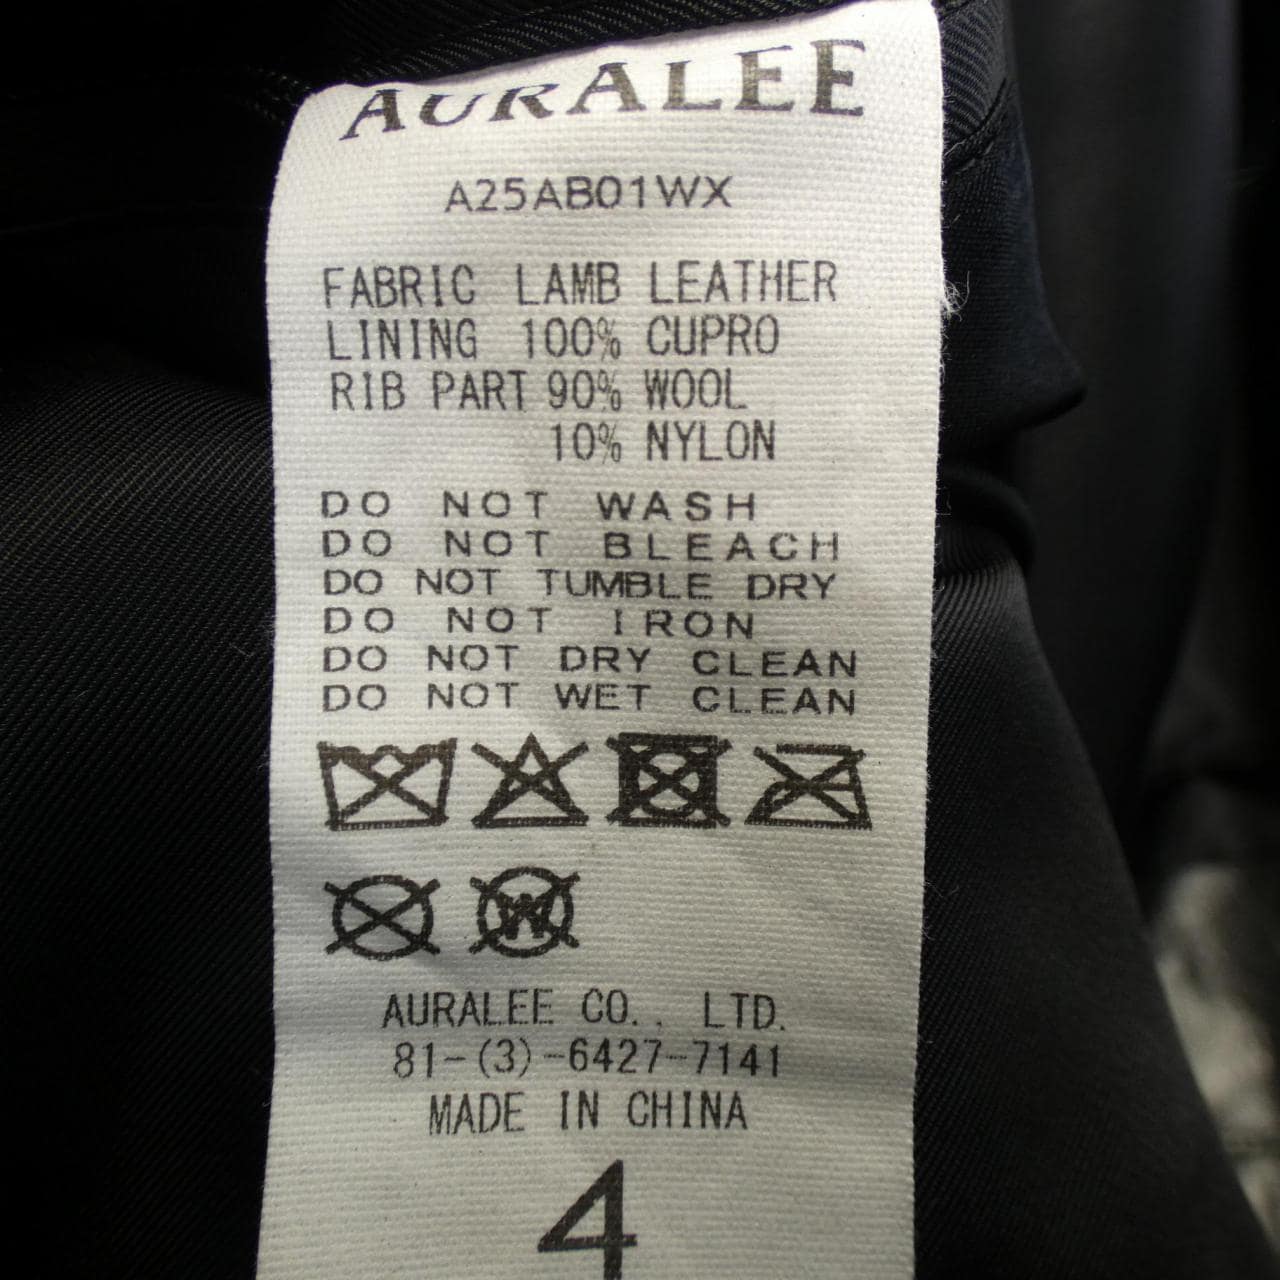 AURALEE
A25AB01WX
FABRIC LAMB LEATHER
LINING 100% CUPRO
RIB PART 90% WOOL
10% NYLON
DO NOT WASH
DO NOT BLEACH
DO NOT TUMBLE DRY
DO NOT IRON
DO NOT DRY CLEAN
DO NOT WET CLEAN
W
AURALEE CO., LTD.
81-(3)-6427-7141
MADE IN CHINA
4